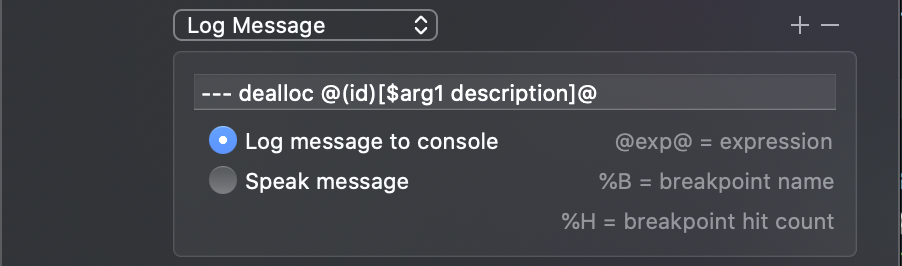 Log Message
--- dealloc @(id)[$arg1 description]@
Log message to console
@exp@ = expression
Speak message
%B = breakpoint name
%H = breakpoint hit count